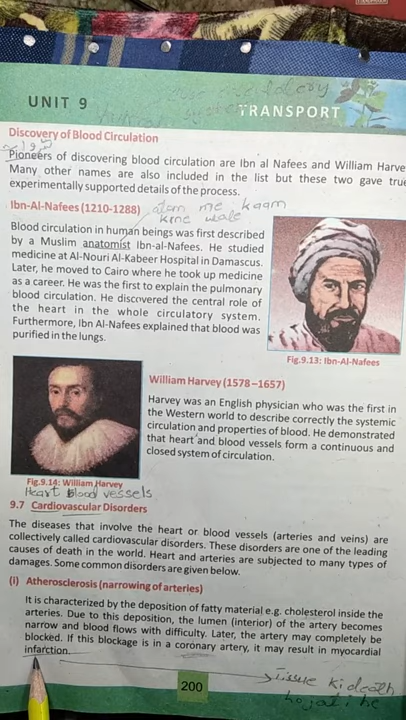 UNIT 9
TRANSPORT
Discovery of Blood Circulation
Pioneers of discovering blood circulation are Ibn al Nafees and William Harve
Many other names are also included in the list but these two gave true
experimentally supported details of the process.
Ibn-Al-Nafees (1210-1288)
me kaam
karne wale
Blood circulation in human beings was first described
by a Muslim anatomist Ibn-al-Nafees. He studied
medicine at Al-Nouri Al-Kabeer Hospital in Damascus.
Later, he moved to Cairo where he took up medicine
as a career. He was the first to explain the pulmonary
blood circulation. He discovered the central role of
the heart in the whole circulatory system.
Furthermore, Ibn Al-Nafees explained that blood was
purified in the lungs.
Fig.9.13: Ibn-Al-Nafees
William Harvey (1578 –1657)
Harvey was an English physician who was the first in
the Western world to describe correctly the systemic
circulation and properties of blood. He demonstrated
that heart and blood vessels form a continuous and
closed system of circulation.
Fig.9.14: William Harvey
Heart Blood vessels
9.7 Cardiovascular Disorders
The diseases that involve the heart or blood vessels (arteries and veins) are
collectively called cardiovascular disorders. These disorders are one of the leading
causes of death in the world. Heart and arteries are subjected to many types of
damages. Some common disorders are given below.
(i) Atherosclerosis (narrowing of arteries)
It is characterized by the deposition of fatty material e.g. cholesterol inside the
arteries. Due to this deposition, the lumen (interior) of the artery becomes
narrow and blood flows with difficulty. Later, the artery may completely be
blocked. If this blockage is in a coronary artery, it may result in myocardial
infarction.
Tissue ki death
ho jati he
200